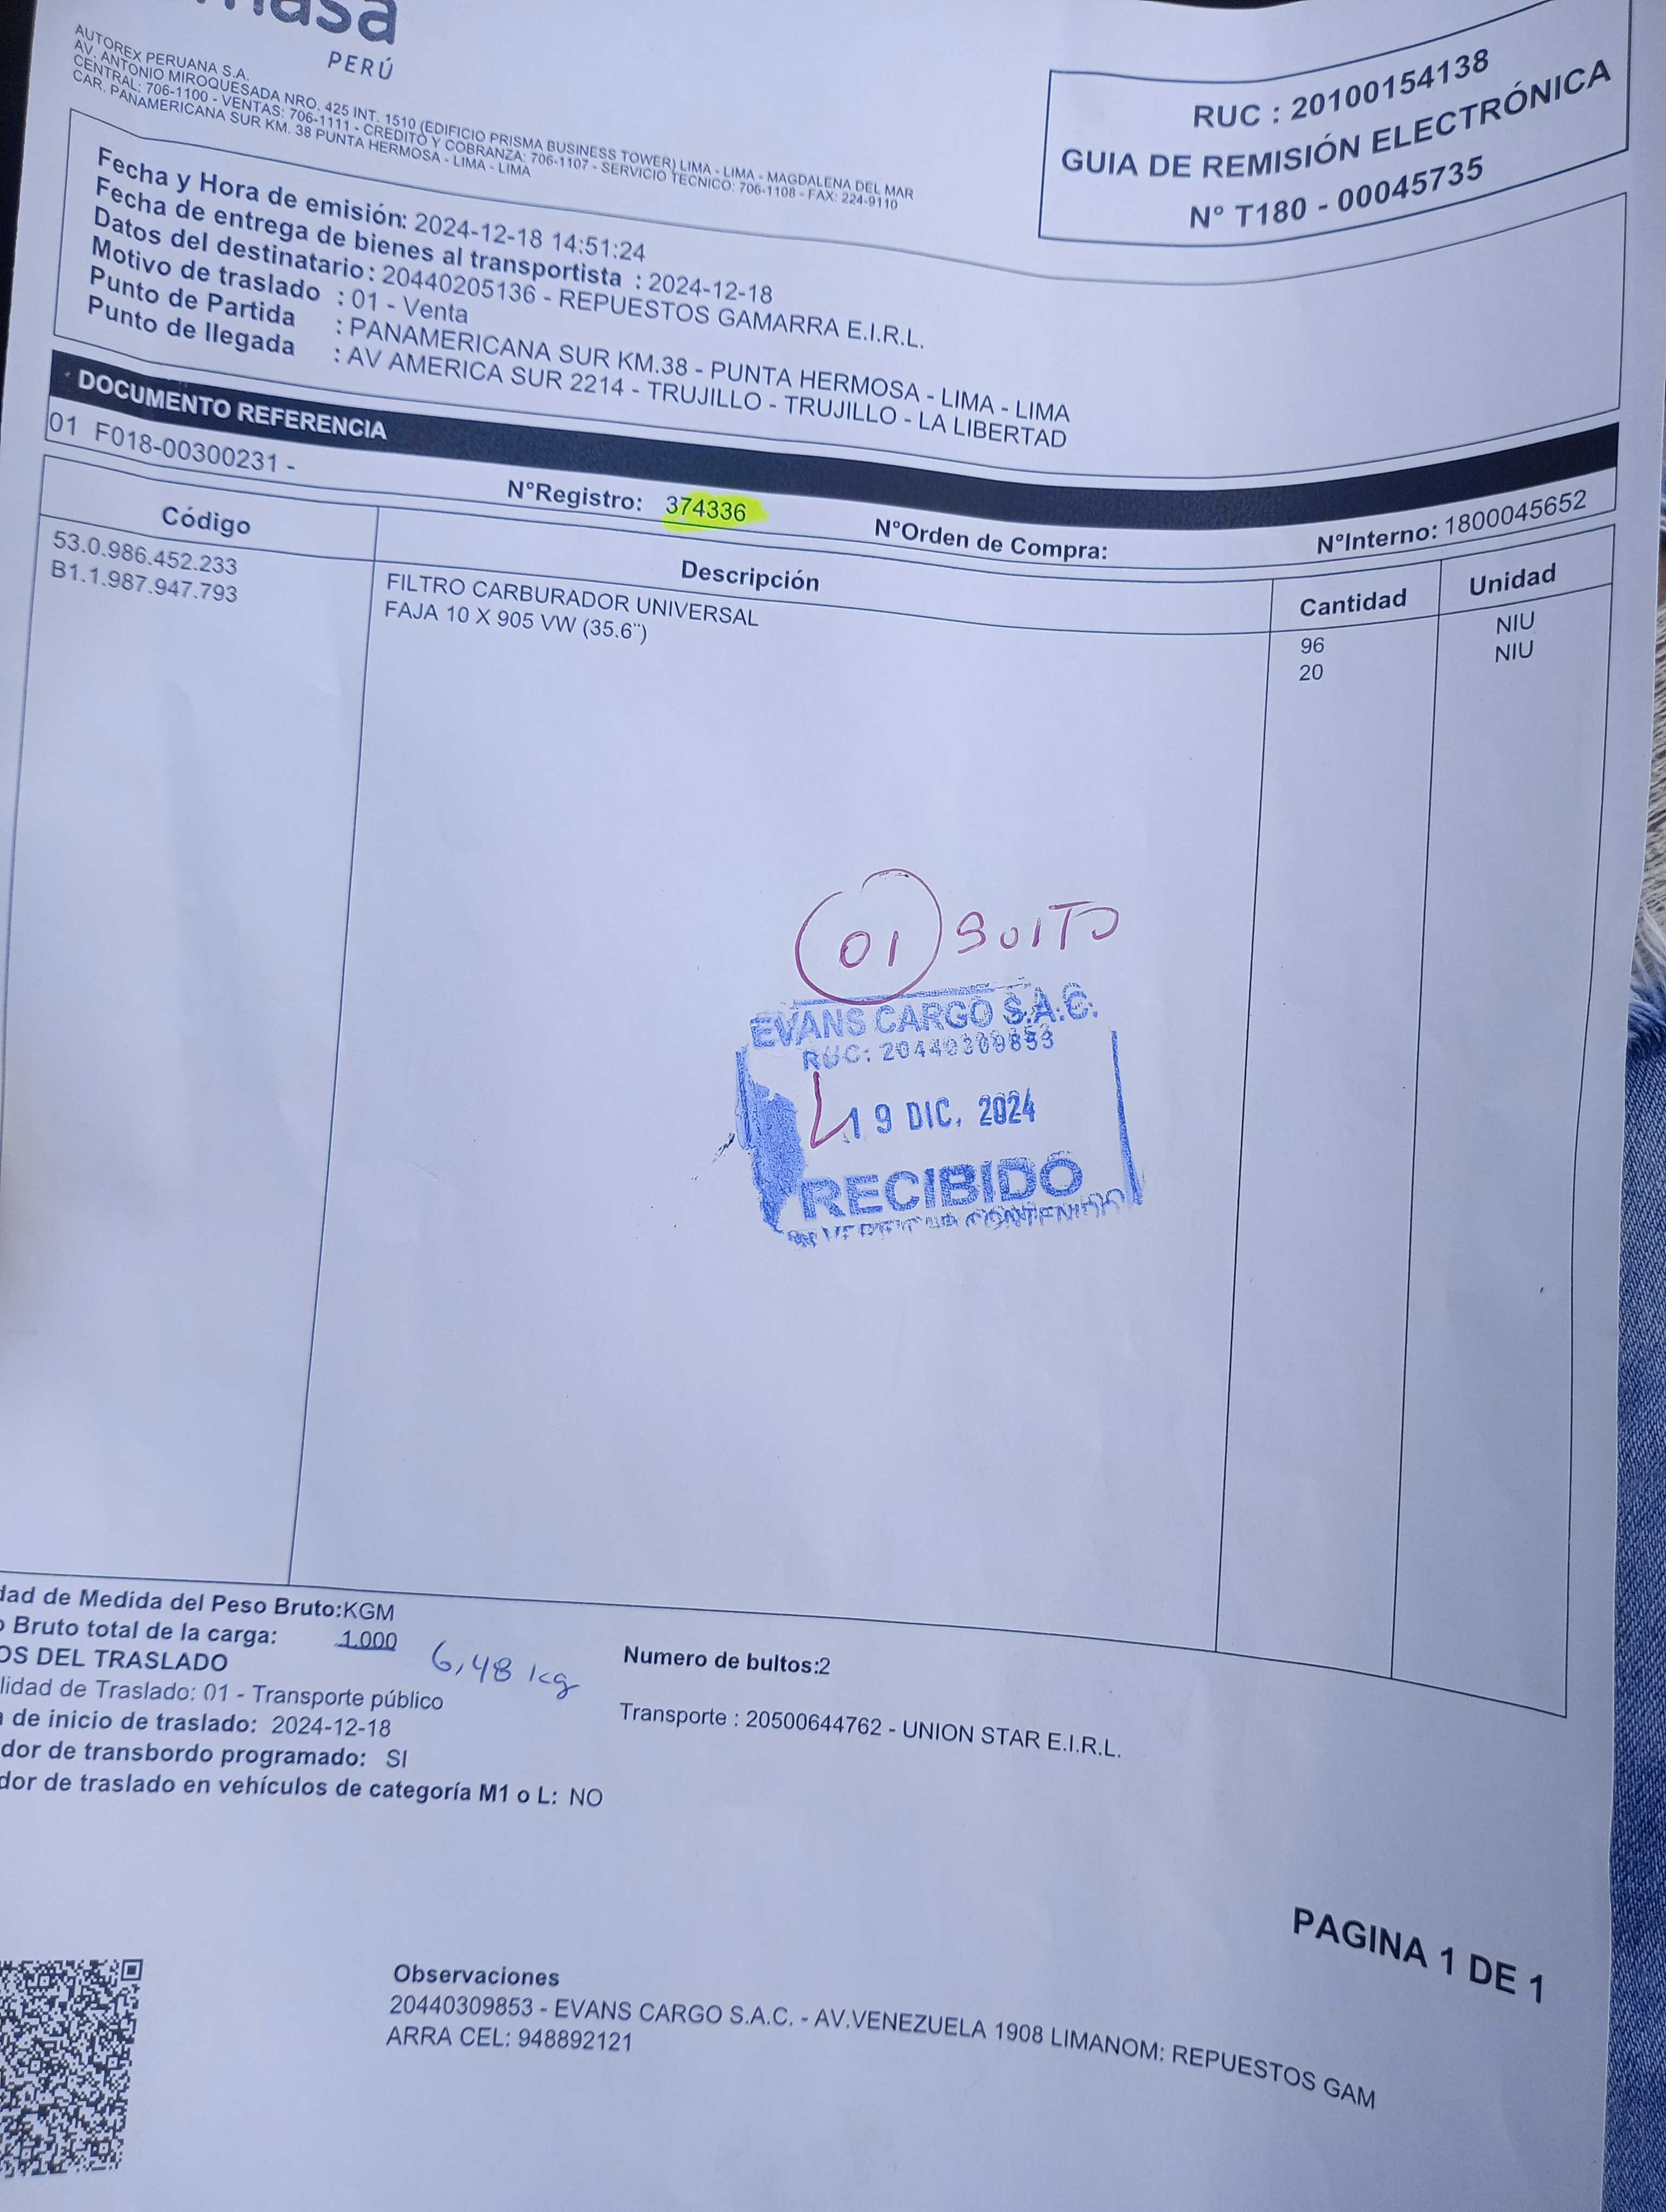 PERÚ
AUTOREX PERUANA S.A.
AV. ANTONIO MIROQUESADA NRO. 425 INT. 1510 (EDIFICIO PRISMA BUSINESS TOWER) LIMA - LIMA - MAGDALENA DEL MAR
CENTRAL: 706-1100 - VENTAS: 706-1111 - CREDITO Y COBRANZA: 706-1107 - SERVICIO TECNICO: 706-1108 - FAX: 224-9110
CAR. PANAMERICANA SUR KM. 38 PUNTA HERMOSA - LIMA - LIMA
RUC : 20100154138
GUIA DE REMISIÓN ELECTRÓNICA
N° T180 - 00045735
Fecha y Hora de emisión: 2024-12-18 14:51:24
Fecha de entrega de bienes al transportista : 2024-12-18
Datos del destinatario : 20440205136 - REPUESTOS GAMARRA E.I.R.L.
Motivo de traslado : 01 - Venta
Punto de Partida : PANAMERICANA SUR KM.38 - PUNTA HERMOSA - LIMA - LIMA
Punto de llegada : AV AMERICA SUR 2214 - TRUJILLO - TRUJILLO - LA LIBERTAD
DOCUMENTO REFERENCIA
01 F018-00300231 -
N°Registro: 374336 N°Orden de Compra: N°Interno: 1800045652
Código Descripción Cantidad Unidad
53.0.986.452.233 FILTRO CARBURADOR UNIVERSAL 96 NIU
B1.1.987.947.793 FAJA 10 X 905 VW (35.6") 20 NIU
01 BULTO
EVANS CARGO S.A.C.
RUC: 20440309853
19 DIC. 2024
RECIBIDO
CONTENIDO
dad de Medida del Peso Bruto:KGM
o Bruto total de la carga: 1.000 6,48 kg Numero de bultos:2
OS DEL TRASLADO
lidad de Traslado: 01 - Transporte público Transporte : 20500644762 - UNION STAR E.I.R.L.
a de inicio de traslado: 2024-12-18
dor de transbordo programado: SI
dor de traslado en vehículos de categoría M1 o L: NO
PAGINA 1 DE 1
Observaciones
20440309853 - EVANS CARGO S.A.C. - AV.VENEZUELA 1908 LIMANOM: REPUESTOS GAM
ARRA CEL: 948892121